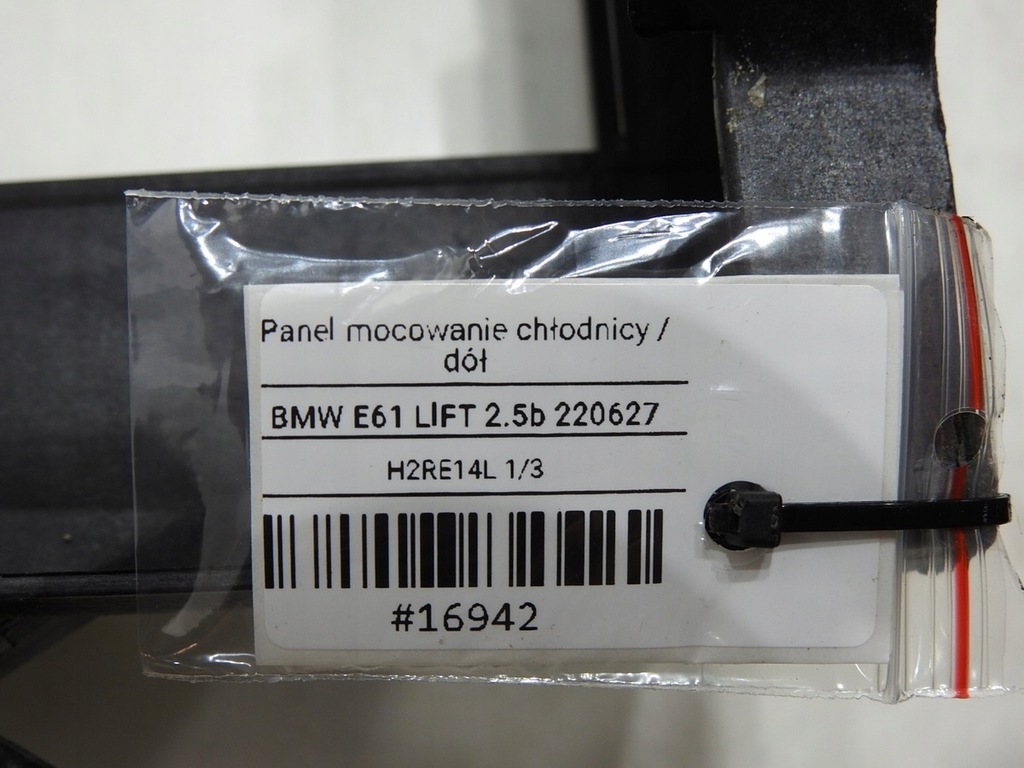 Panel mocowanie chłodnicy /
dół
BMW E61 LIFT 2.5b 220627
H2RE14L 1/3
#16942